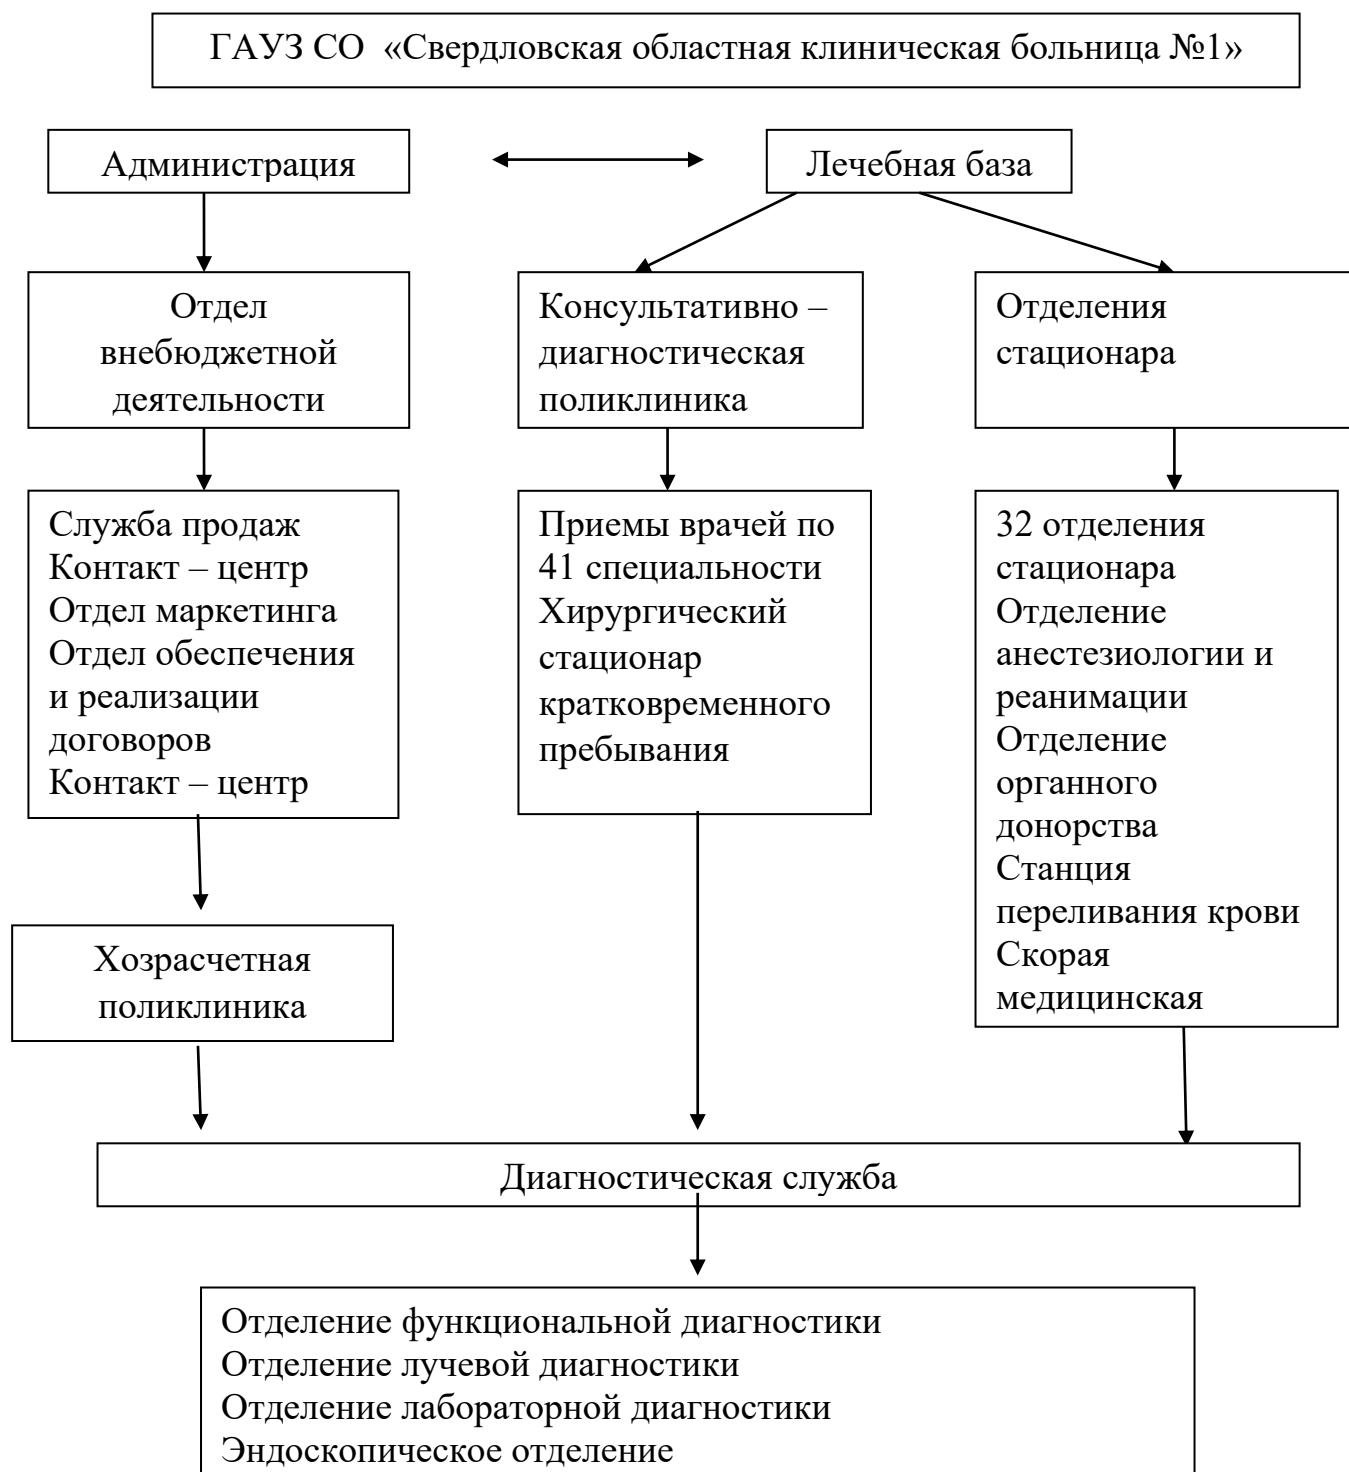 ГАУЗ СО «Свердловская областная клиническая больница №1»
Администрация
Лечебная база
Отдел
внебюджетной
деятельности
Консультативно –
диагностическая
поликлиника
Отделения
стационара
Служба продаж
Контакт – центр
Отдел маркетинга
Отдел обеспечения
и реализации
договоров
Контакт – центр
Приемы врачей по
41 специальности
Хирургический
стационар
кратковременного
пребывания
32 отделения
стационара
Отделение
анестезиологии и
реанимации
Отделение
органного
донорства
Станция
переливания крови
Скорая
медицинская
Хозрасчетная
поликлиника
Диагностическая служба
Отделение функциональной диагностики
Отделение лучевой диагностики
Отделение лабораторной диагностики
Эндоскопическое отделение